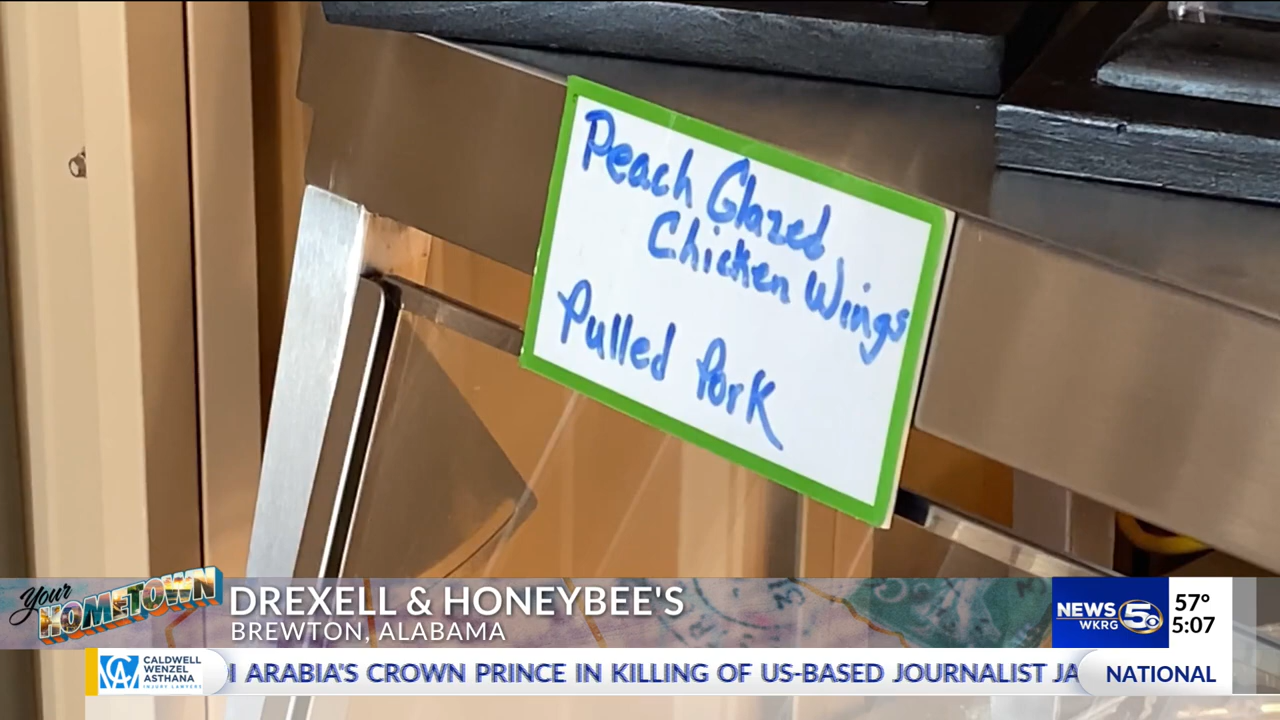 Peach Glazed
Chicken Wings
Pulled Pork
Your
HOMETOWN
DREXELL & HONEYBEE'S
BREWTON, ALABAMA
NEWS 5
WKRG
57°
5:07
CALDWELL
WENZEL
ASTHANA
INJURY LAWYERS
ARABIA'S CROWN PRINCE IN KILLING OF US-BASED JOURNALIST JA
NATIONAL